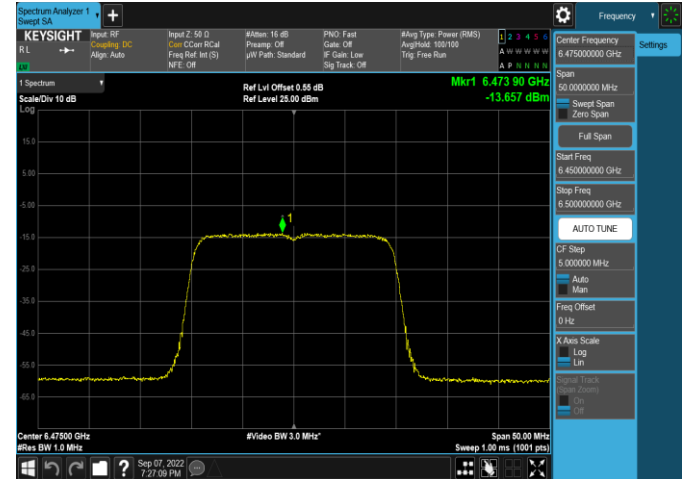 Spectrum Analyzer 1
Swept SA
+
Frequency
KEYSIGHT
RL
Input: RF
Coupling: DC
Align: Auto
Input Z: 50 Ω
Corr CCorr RCal
Freq Ref: Int (S)
NFE: Off
#Atten: 16 dB
Preamp: Off
µW Path: Standard
PNO: Fast
Gate: Off
IF Gain: Low
Sig Track: Off
#Avg Type: Power (RMS)
Avg|Hold: 100/100
Trig: Free Run
1 2 3 4 5 6
A W W W W W
A P N N N N
1 Spectrum
Scale/Div 10 dB
Log
Ref Lvl Offset 0.55 dB
Ref Level 25.00 dBm
Mkr1 6.473 90 GHz
-13.657 dBm
15.0
5.00
-5.00
-15.0
-25.0
-35.0
-45.0
-55.0
-65.0
1
Center 6.47500 GHz
#Res BW 1.0 MHz
#Video BW 3.0 MHz*
Span 50.00 MHz
Sweep 1.00 ms (1001 pts)
Center Frequency
6.475000000 GHz
Settings
Span
50.0000000 MHz
Swept Span
Zero Span
Full Span
Start Freq
6.450000000 GHz
Stop Freq
6.500000000 GHz
AUTO TUNE
CF Step
5.000000 MHz
Auto
Man
Freq Offset
0 Hz
X Axis Scale
Log
Lin
Signal Track
(Span Zoom)
On
Off
?
Sep 07, 2022
7:27:09 PM